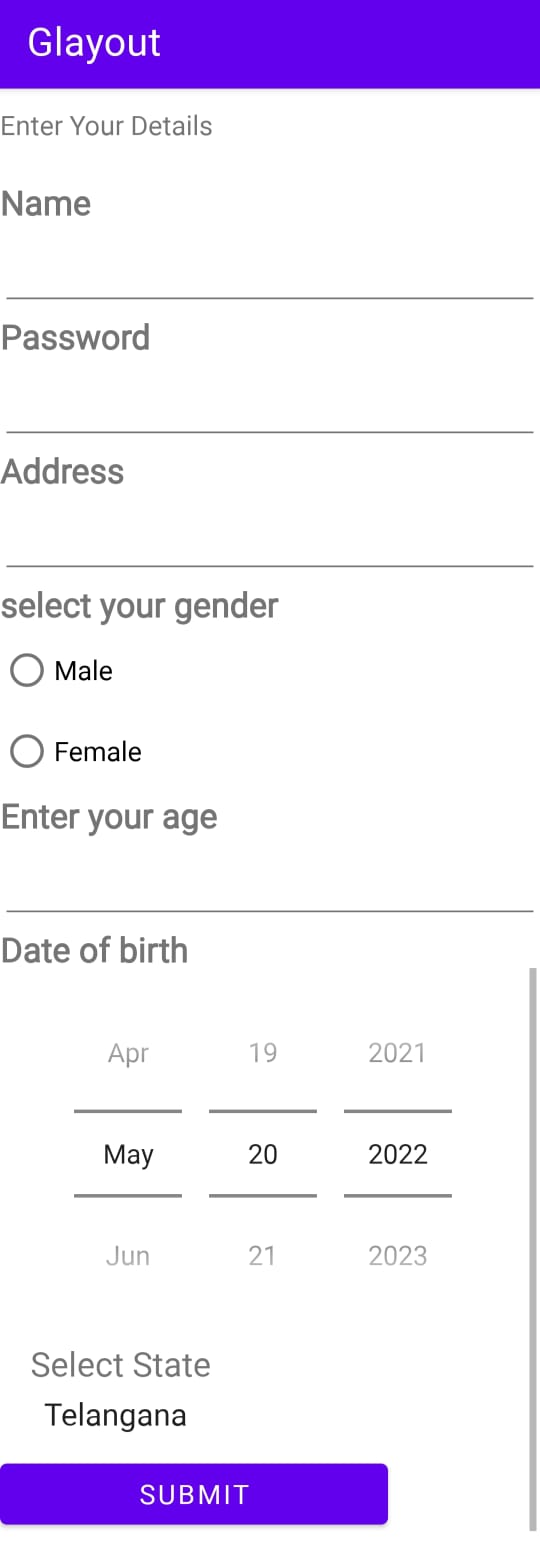 Glayout
Enter Your Details
Name
Password
Address
select your gender
Male
Female
Enter your age
Date of birth
Apr 19 2021
May 20 2022
Jun 21 2023
Select State
Telangana
SUBMIT